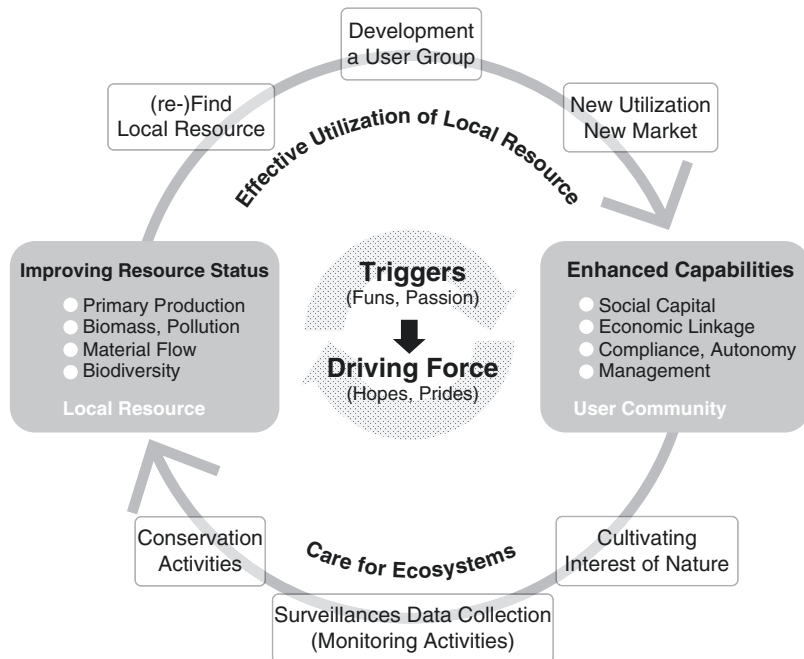 Development
a User Group
(re-)Find
Local Resource
New Utilization
New Market
Effective Utilization of Local Resource
Improving Resource Status
Primary Production
Biomass, Pollution
Material Flow
Biodiversity
Local Resource
Triggers
(Funs, Passion)
Driving Force
(Hopes, Prides)
Enhanced Capabilities
Social Capital
Economic Linkage
Compliance, Autonomy
Management
User Community
Care for Ecosystems
Conservation
Activities
Cultivating
Interest of Nature
Surveillances Data Collection
(Monitoring Activities)